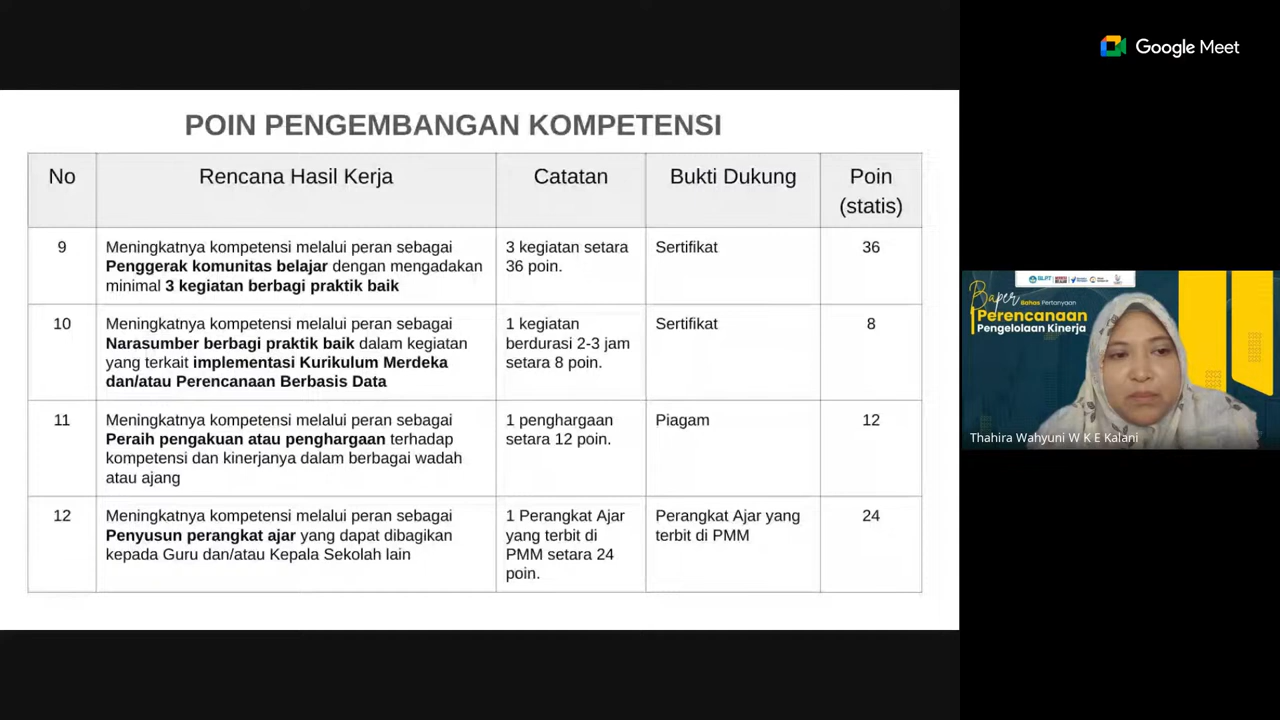 Google Meet
POIN PENGEMBANGAN KOMPETENSI
No
Rencana Hasil Kerja
Catatan
Bukti Dukung
Poin
(statis)
9
Meningkatnya kompetensi melalui peran sebagai
Penggerak komunitas belajar dengan mengadakan
minimal 3 kegiatan berbagi praktik baik
3 kegiatan setara
36 poin.
Sertifikat
36
10
Meningkatnya kompetensi melalui peran sebagai
Narasumber berbagi praktik baik dalam kegiatan
yang terkait implementasi Kurikulum Merdeka
dan/atau Perencanaan Berbasis Data
1 kegiatan
berdurasi 2-3 jam
setara 8 poin.
Sertifikat
8
11
Meningkatnya kompetensi melalui peran sebagai
Peraih pengakuan atau penghargaan terhadap
kompetensi dan kinerjanya dalam berbagai wadah
atau ajang
1 penghargaan
setara 12 poin.
Piagam
12
12
Meningkatnya kompetensi melalui peran sebagai
Penyusun perangkat ajar yang dapat dibagikan
kepada Guru dan/atau Kepala Sekolah lain
1 Perangkat Ajar
yang terbit di
PMM setara 24
poin.
Perangkat Ajar yang
terbit di PMM
24
Baper Bahas Pertanyaan
Perencanaan
Pengelolaan Kinerja
Thahira Wahyuni W K E Kalani